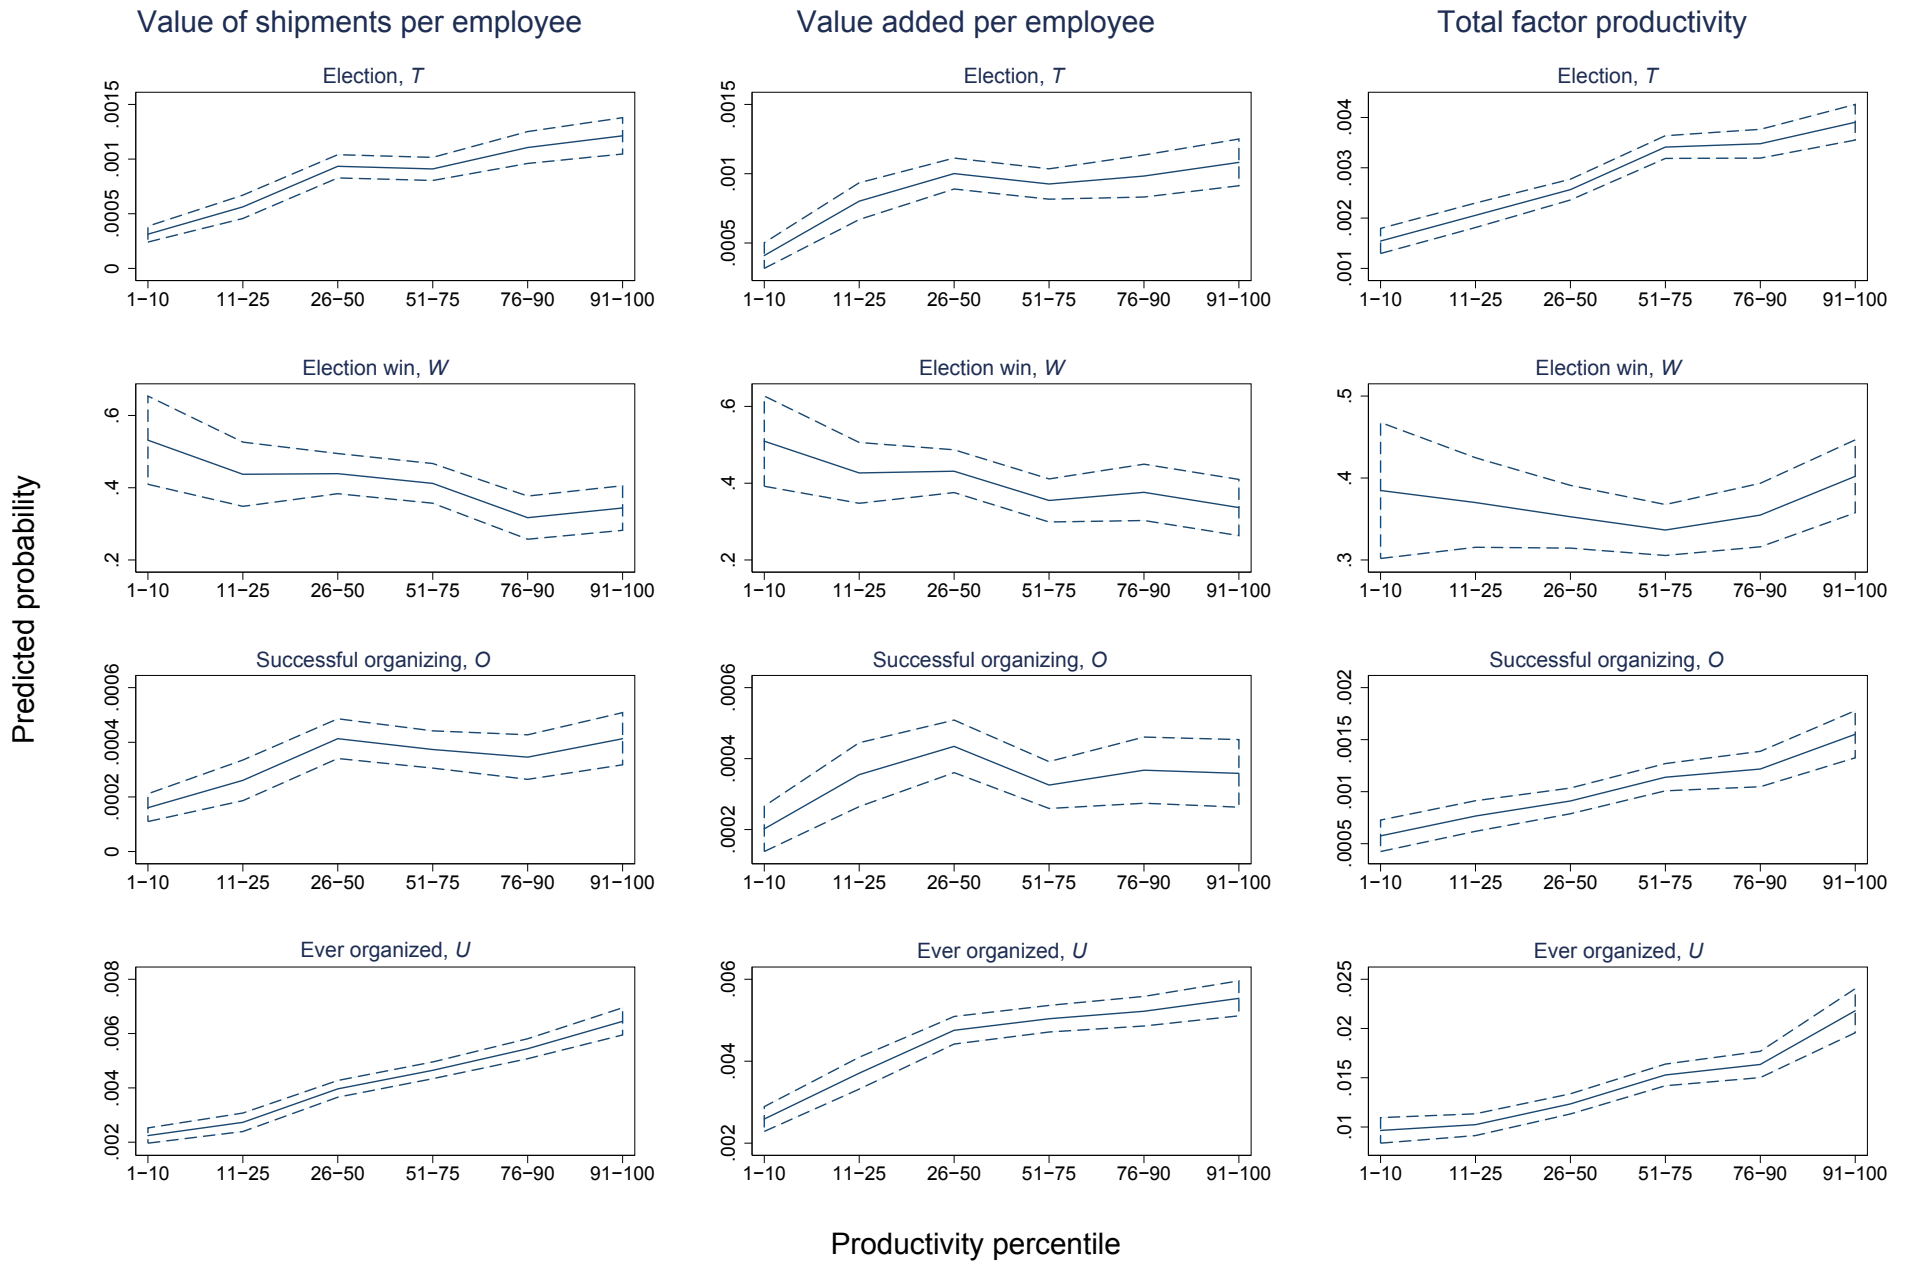 Value of shipments per employee
Value added per employee
Total factor productivity
Election, T
.0015
.001
.0005
0
1−10 11−25 26−50 51−75 76−90 91−100
Election, T
.0015
.001
.0005
1−10 11−25 26−50 51−75 76−90 91−100
Election, T
.004
.003
.002
.001
1−10 11−25 26−50 51−75 76−90 91−100
Election win, W
.6
.4
.2
1−10 11−25 26−50 51−75 76−90 91−100
Election win, W
.6
.4
.2
1−10 11−25 26−50 51−75 76−90 91−100
Election win, W
.5
.4
.3
1−10 11−25 26−50 51−75 76−90 91−100
Successful organizing, O
.0006
.0004
.0002
0
1−10 11−25 26−50 51−75 76−90 91−100
Successful organizing, O
.0006
.0004
.0002
1−10 11−25 26−50 51−75 76−90 91−100
Successful organizing, O
.002
.0015
.001
.0005
1−10 11−25 26−50 51−75 76−90 91−100
Ever organized, U
.008
.006
.004
.002
1−10 11−25 26−50 51−75 76−90 91−100
Ever organized, U
.006
.004
.002
1−10 11−25 26−50 51−75 76−90 91−100
Ever organized, U
.025
.02
.015
.01
1−10 11−25 26−50 51−75 76−90 91−100
Predicted probability
Productivity percentile